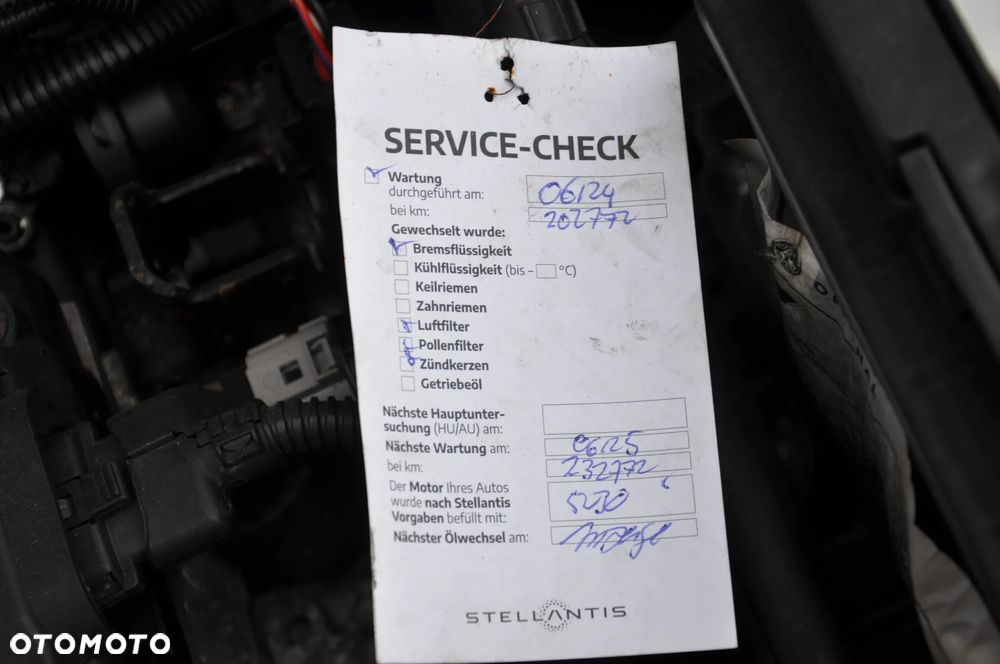 SERVICE-CHECK
Wartung
durchgeführt am: 06/24
bei km: 202772
Gewechselt wurde:
Bremsflüssigkeit
Kühlflüssigkeit (bis – °C)
Keilriemen
Zahnriemen
Luftfilter
Pollenfilter
Zündkerzen
Getriebeöl
Nächste Hauptunter-
suchung (HU/AU) am:
Nächste Wartung am: 06/25
bei km: 232772
Der Motor Ihres Autos
wurde nach Stellantis 5W30
Vorgaben befüllt mit:
Nächster Ölwechsel am:
STELLANTIS
OTOMOTO